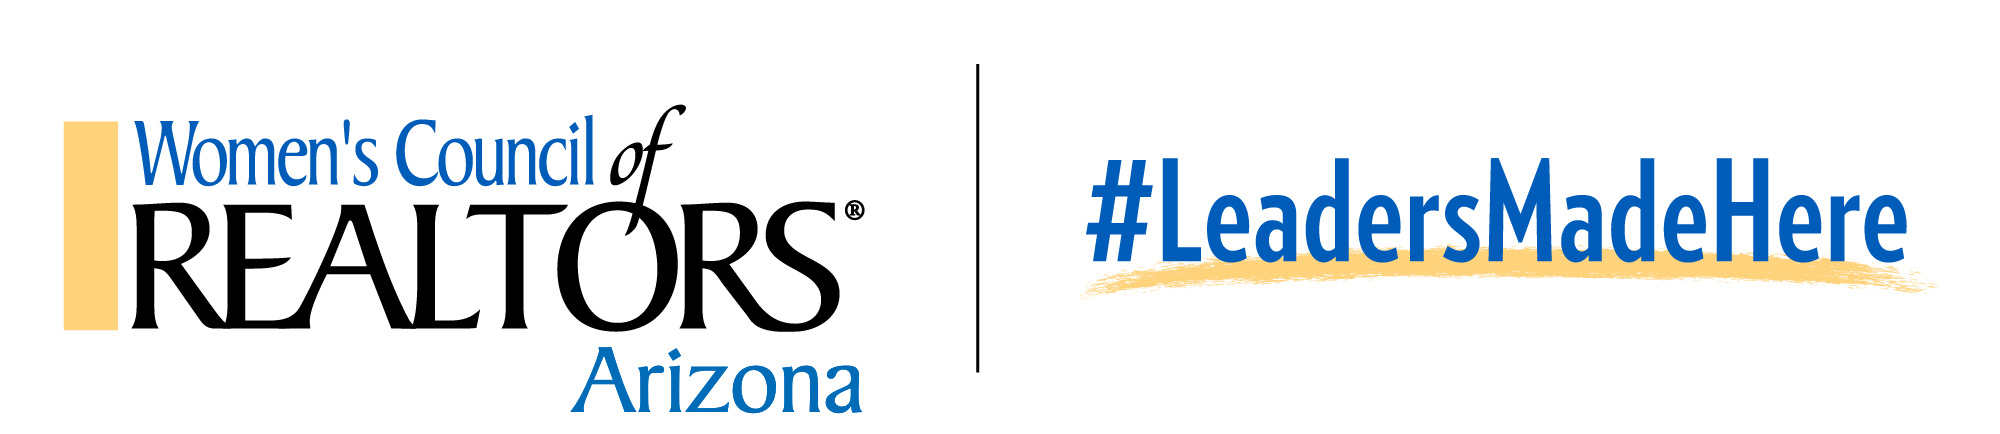 Women's Council of
REALTORS®
Arizona
#LeadersMadeHere